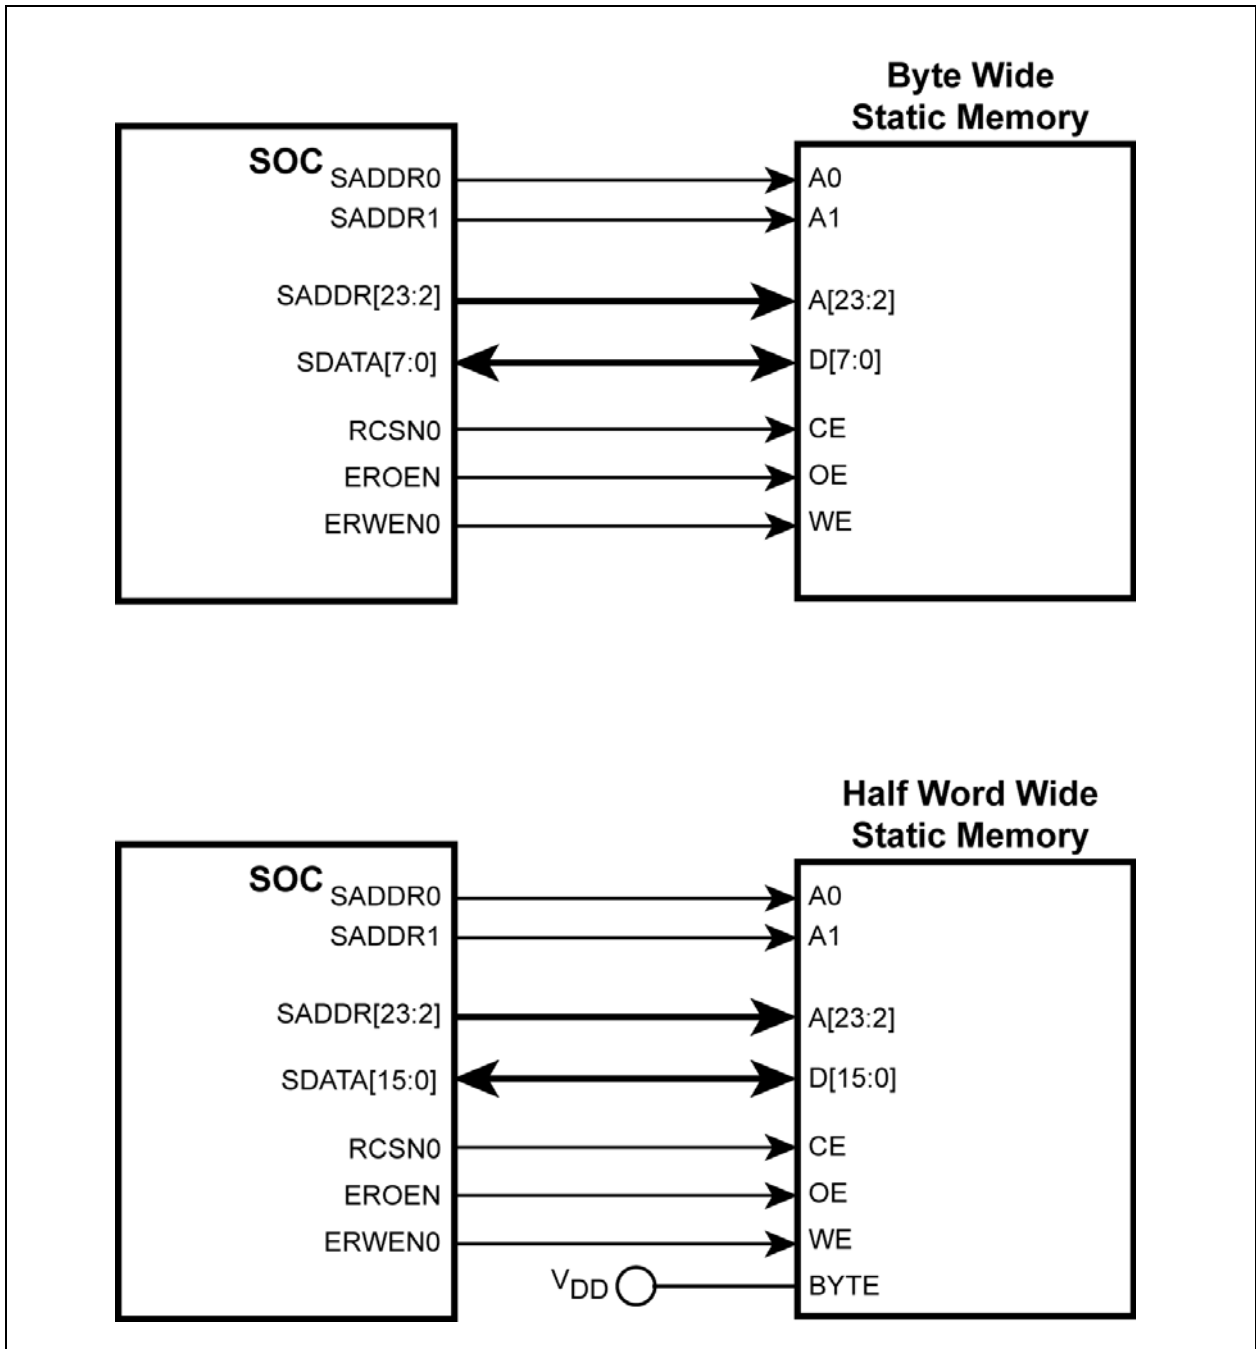 Byte Wide
Static Memory
SOC
SADDR0
A0
SADDR1
A1
SADDR[23:2]
A[23:2]
SDATA[7:0]
D[7:0]
RCSN0
CE
EROEN
OE
ERWEN0
WE
Half Word Wide
Static Memory
SOC
SADDR0
A0
SADDR1
A1
SADDR[23:2]
A[23:2]
SDATA[15:0]
D[15:0]
RCSN0
CE
EROEN
OE
ERWEN0
WE
VDD
BYTE